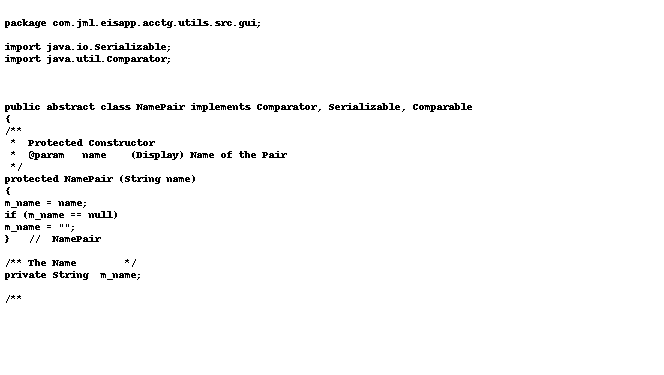 package com.jml.eisapp.acctg.utils.src.gui;
import java.io.Serializable;
import java.util.Comparator;
public abstract class NamePair implements Comparator, Serializable, Comparable
{
/**
 *  Protected Constructor
 *  @param   name    (Display) Name of the Pair
 */
protected NamePair (String name)
{
m_name = name;
if (m_name == null)
m_name = "";
}   //  NamePair
/** The Name        */
private String  m_name;
/**